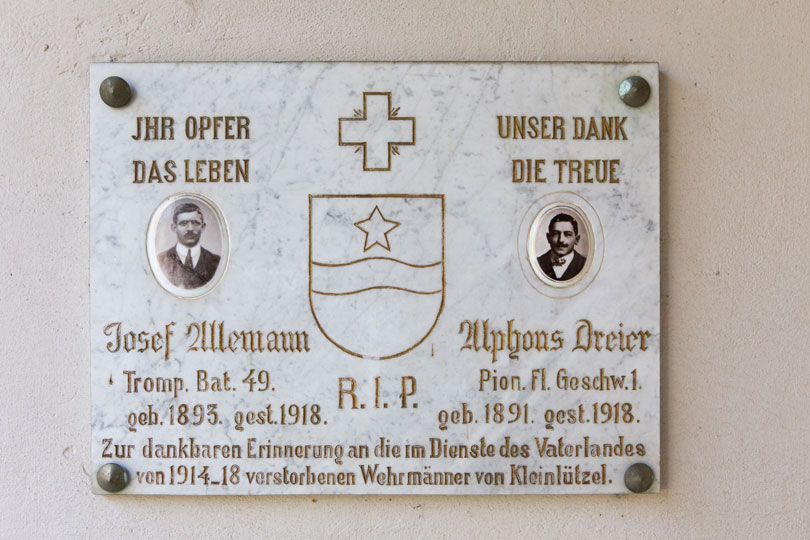 JHR OPFER
DAS LEBEN
UNSER DANK
DIE TREUE
Josef Allemann
Tromp. Bat. 49.
geb. 1893. gest. 1918.
R. I. P.
Alphons Dreier
Pion. Fl. Geschw. 1.
geb. 1891. gest. 1918.
Zur dankbaren Erinnerung an die im Dienste des Vaterlandes
von 1914-18 verstorbenen Wehrmänner von Kleinlützel.